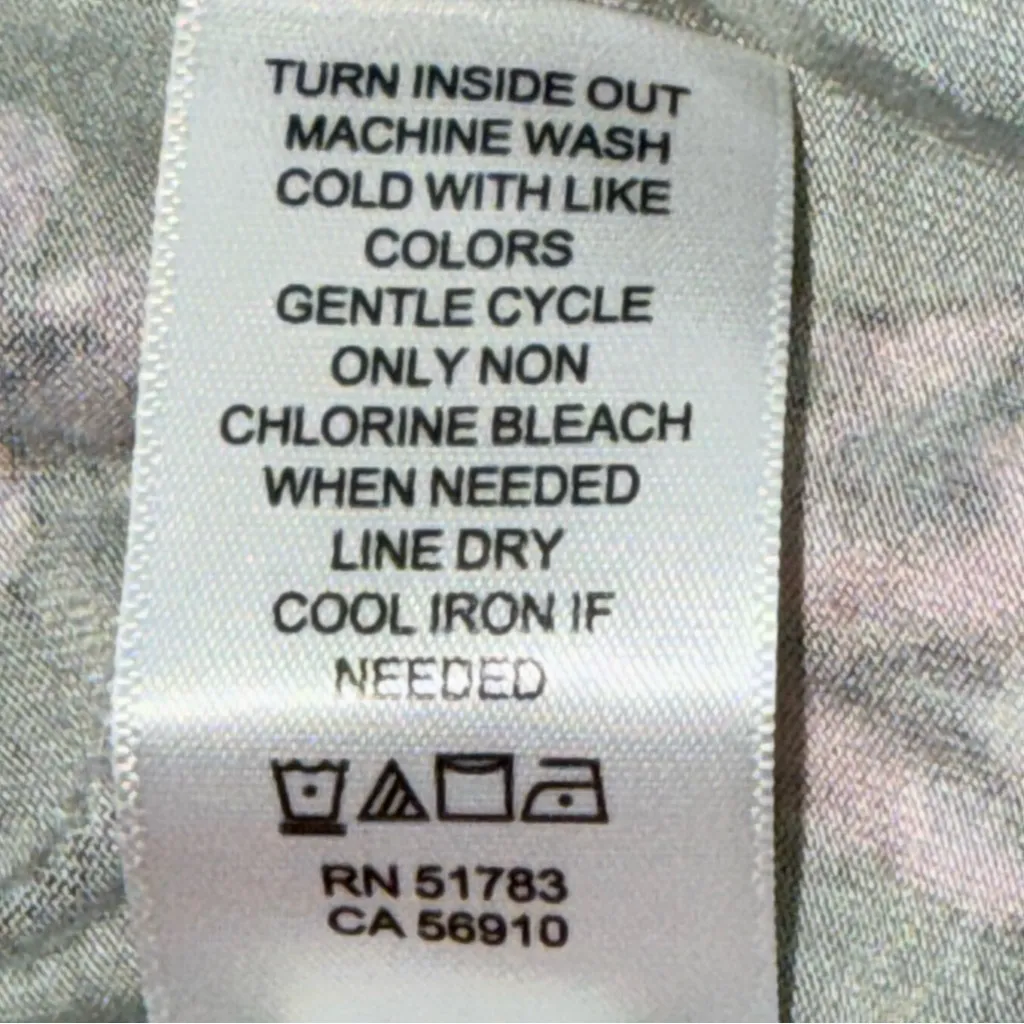 TURN INSIDE OUT
MACHINE WASH
COLD WITH LIKE
COLORS
GENTLE CYCLE
ONLY NON
CHLORINE BLEACH
WHEN NEEDED
LINE DRY
COOL IRON IF
NEEDED
RN 51783
CA 56910